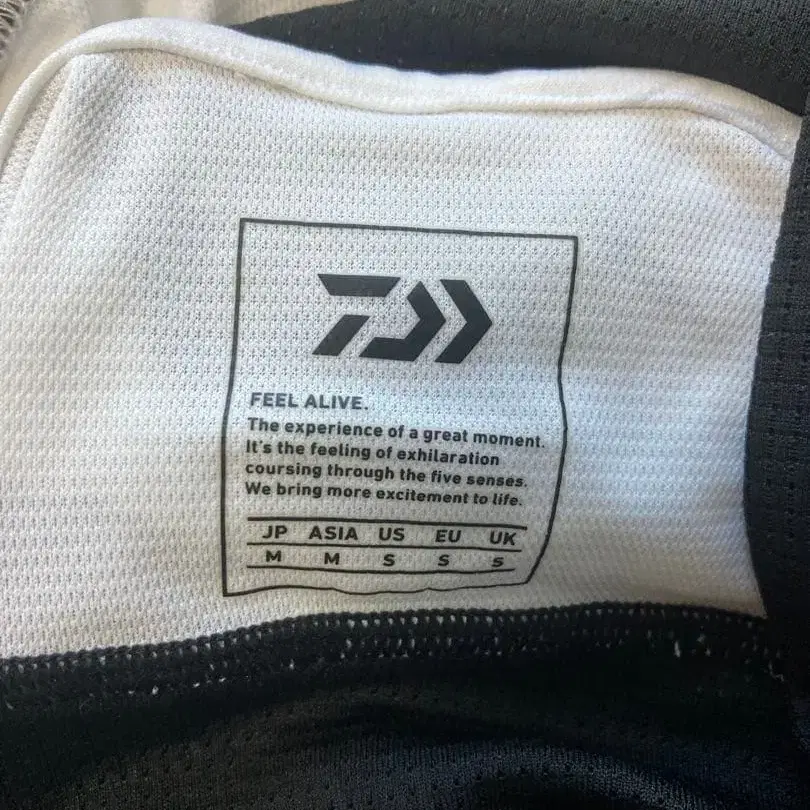 FEEL ALIVE.
The experience of a great moment.
It's the feeling of exhilaration
coursing through the five senses.
We bring more excitement to life.
JP ASIA US EU UK
M M S S S